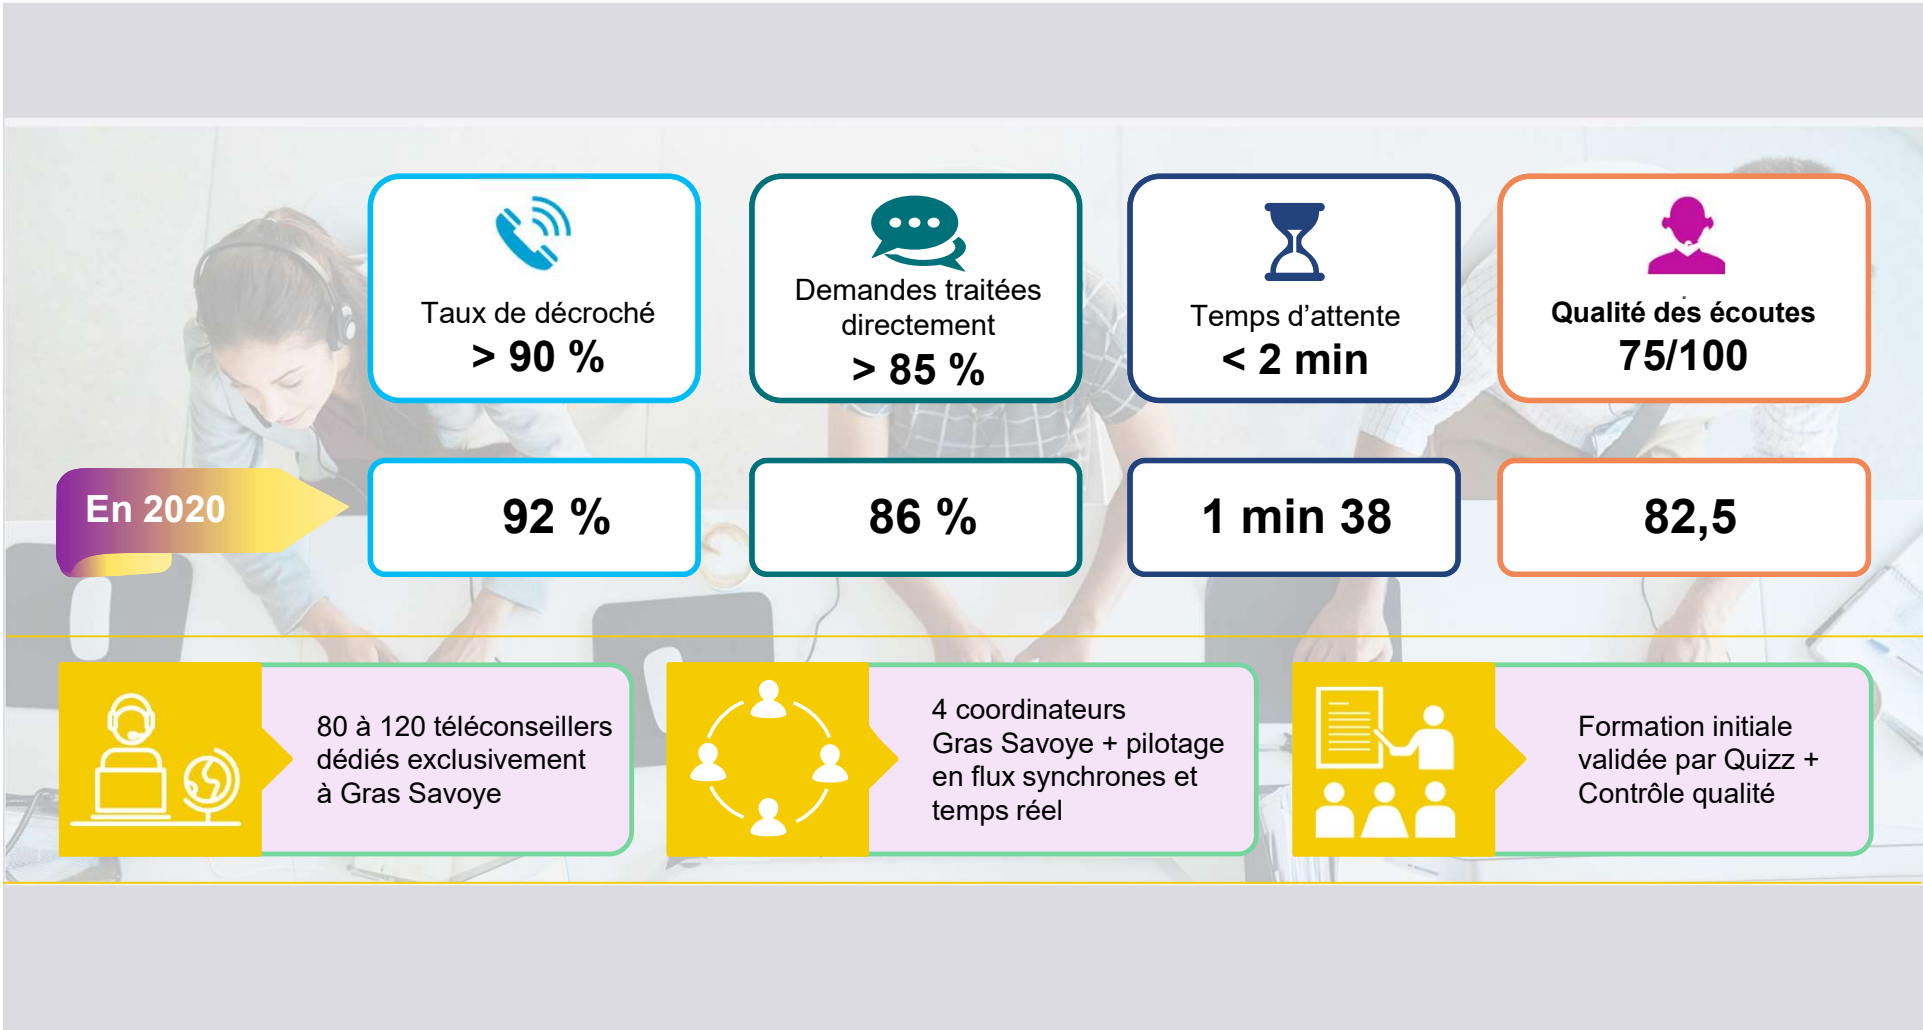 Taux de décroché
> 90 %
Demandes traitées
directement
> 85 %
Temps d’attente
< 2 min
Qualité des écoutes
75/100
En 2020
92 %
86 %
1 min 38
82,5
80 à 120 téléconseillers
dédiés exclusivement
à Gras Savoye
4 coordinateurs
Gras Savoye + pilotage
en flux synchrones et
temps réel
Formation initiale
validée par Quizz +
Contrôle qualité